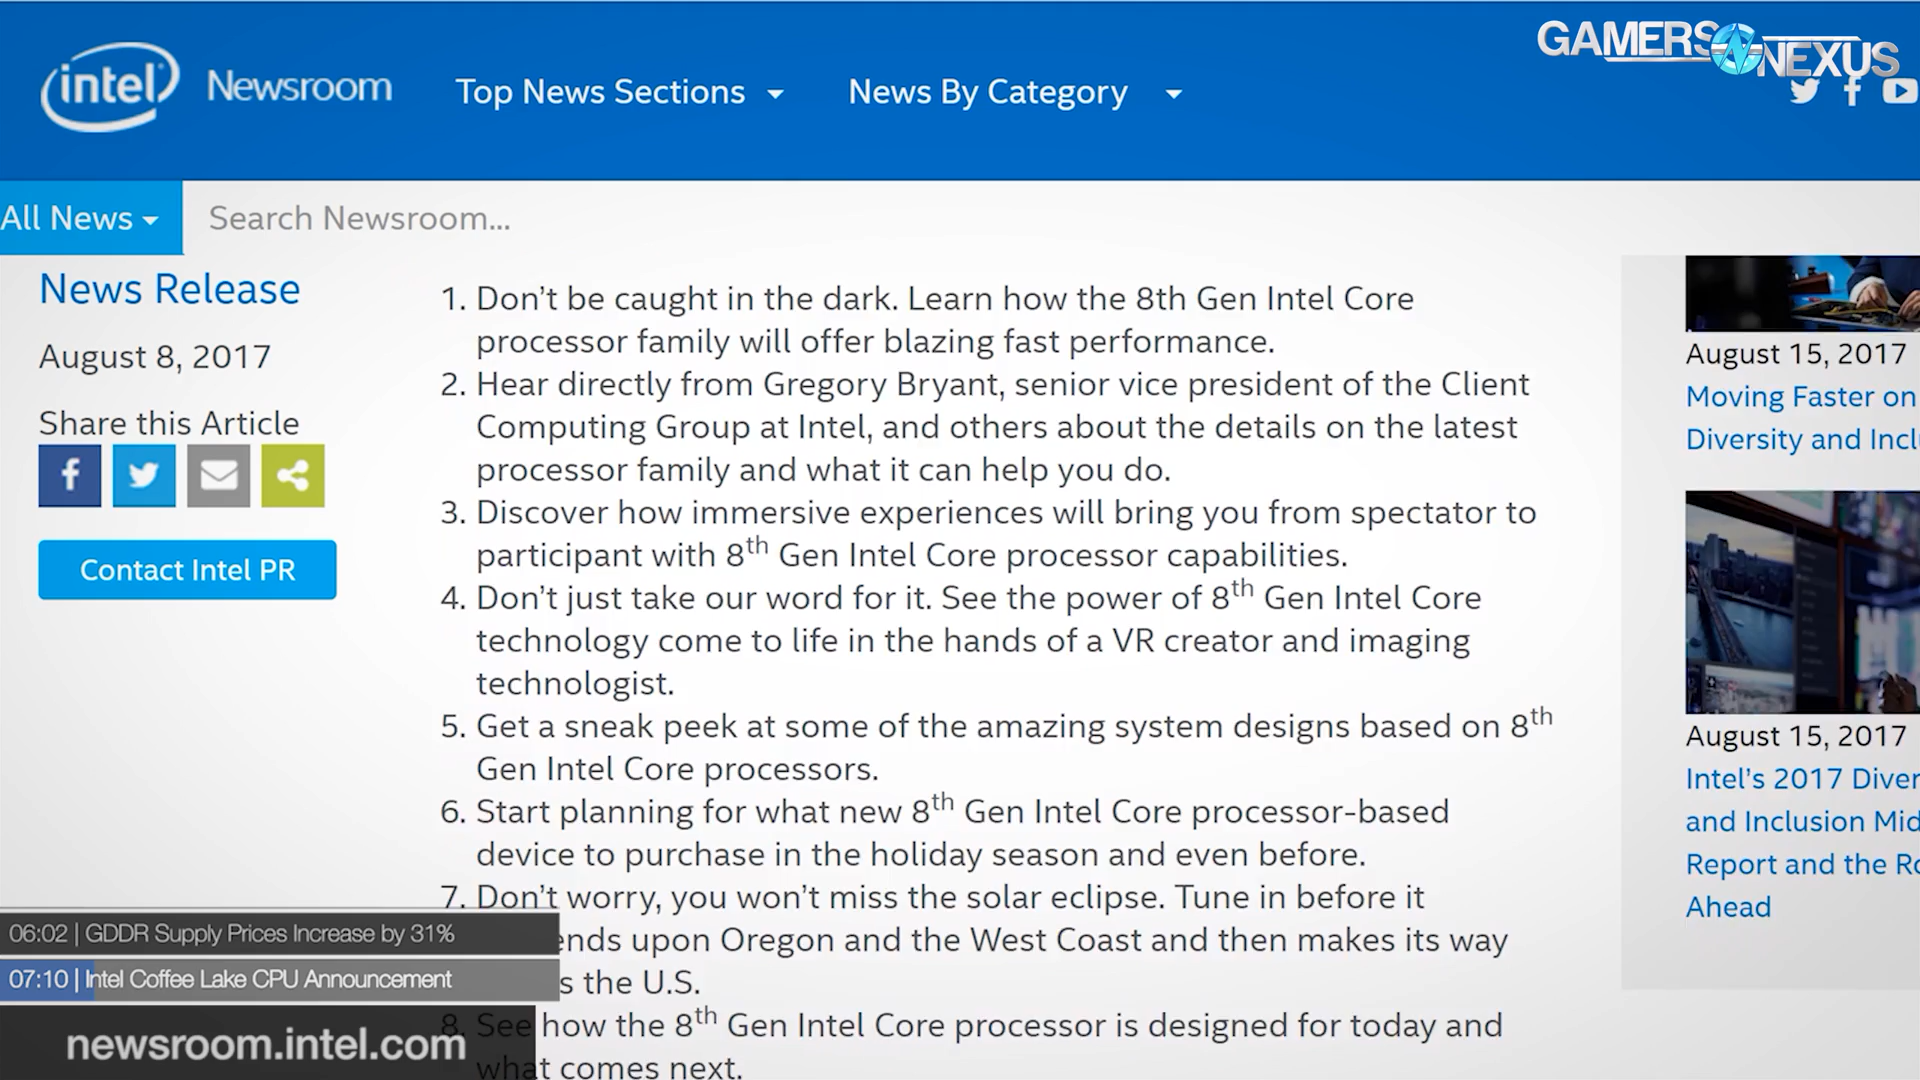 GAMERS NEXUS
intel Newsroom
Top News Sections
News By Category
All News
Search Newsroom...
News Release
August 8, 2017
Share this Article
Contact Intel PR
1. Don't be caught in the dark. Learn how the 8th Gen Intel Core
processor family will offer blazing fast performance.
2. Hear directly from Gregory Bryant, senior vice president of the Client
Computing Group at Intel, and others about the details on the latest
processor family and what it can help you do.
3. Discover how immersive experiences will bring you from spectator to
participant with 8th Gen Intel Core processor capabilities.
4. Don't just take our word for it. See the power of 8th Gen Intel Core
technology come to life in the hands of a VR creator and imaging
technologist.
5. Get a sneak peek at some of the amazing system designs based on 8th
Gen Intel Core processors.
6. Start planning for what new 8th Gen Intel Core processor-based
device to purchase in the holiday season and even before.
7. Don't worry, you won't miss the solar eclipse. Tune in before it
ends upon Oregon and the West Coast and then makes its way
s the U.S.
8. See how the 8th Gen Intel Core processor is designed for today and
what comes next.
August 15, 2017
Moving Faster on
Diversity and Incl
August 15, 2017
Intel's 2017 Diver
and Inclusion Mid
Report and the Ro
Ahead
06:02 | GDDR Supply Prices Increase by 31%
07:10 | Intel Coffee Lake CPU Announcement
newsroom.intel.com